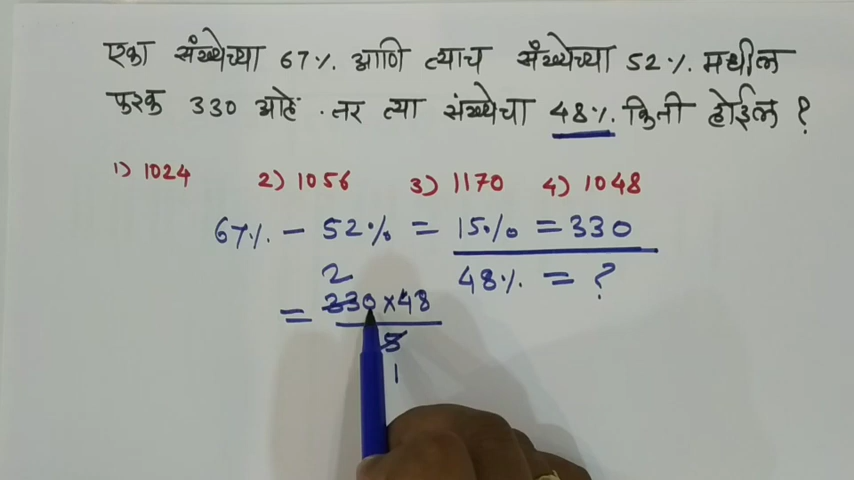 एका संख्येच्या 67% आणि त्याच संख्येच्या 52% मधील
फरक 330 आहे . तर त्या संख्येचा 48% किती होईल ?
1) 1024 2) 1056 3) 1170 4) 1048
67% - 52% = 15% = 330
48% = ?
2
= 330 × 48
5
1